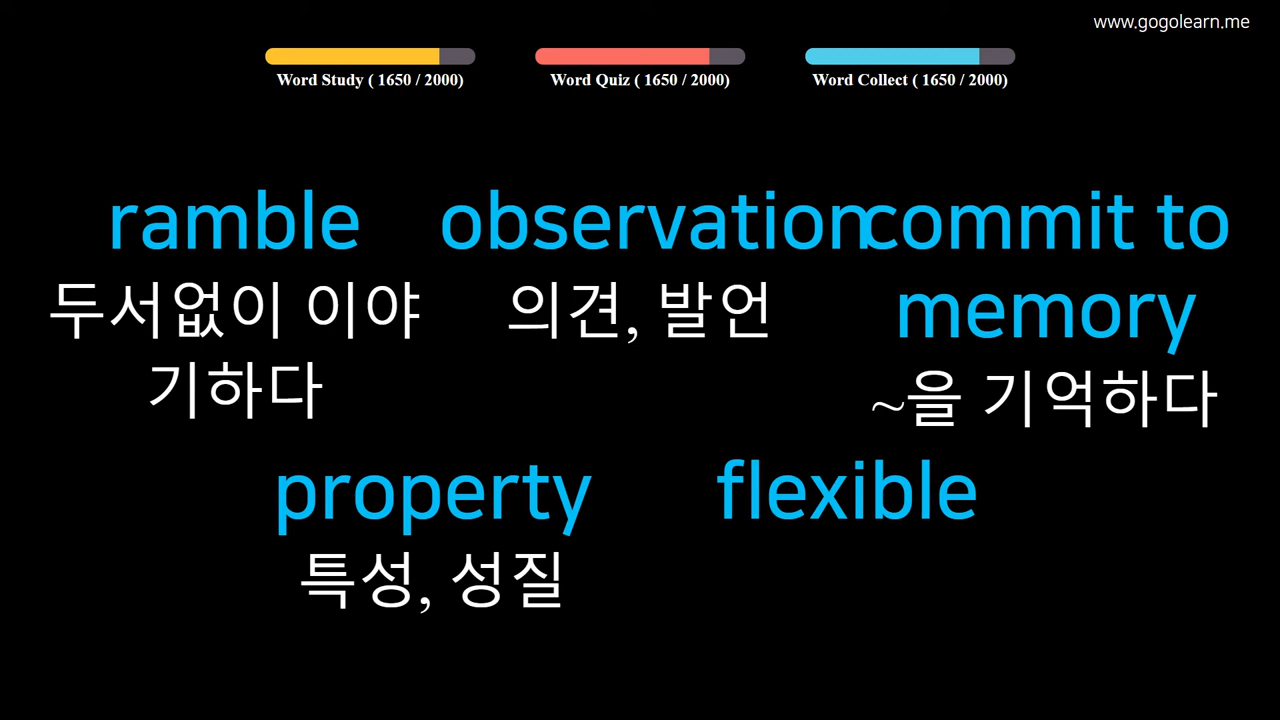 www.gogolearn.me
Word Study ( 1650 / 2000)
Word Quiz ( 1650 / 2000)
Word Collect ( 1650 / 2000)
ramble
두서없이 이야
기하다
observation
의견, 발언
commit to
memory
~을 기억하다
property
특성, 성질
flexible